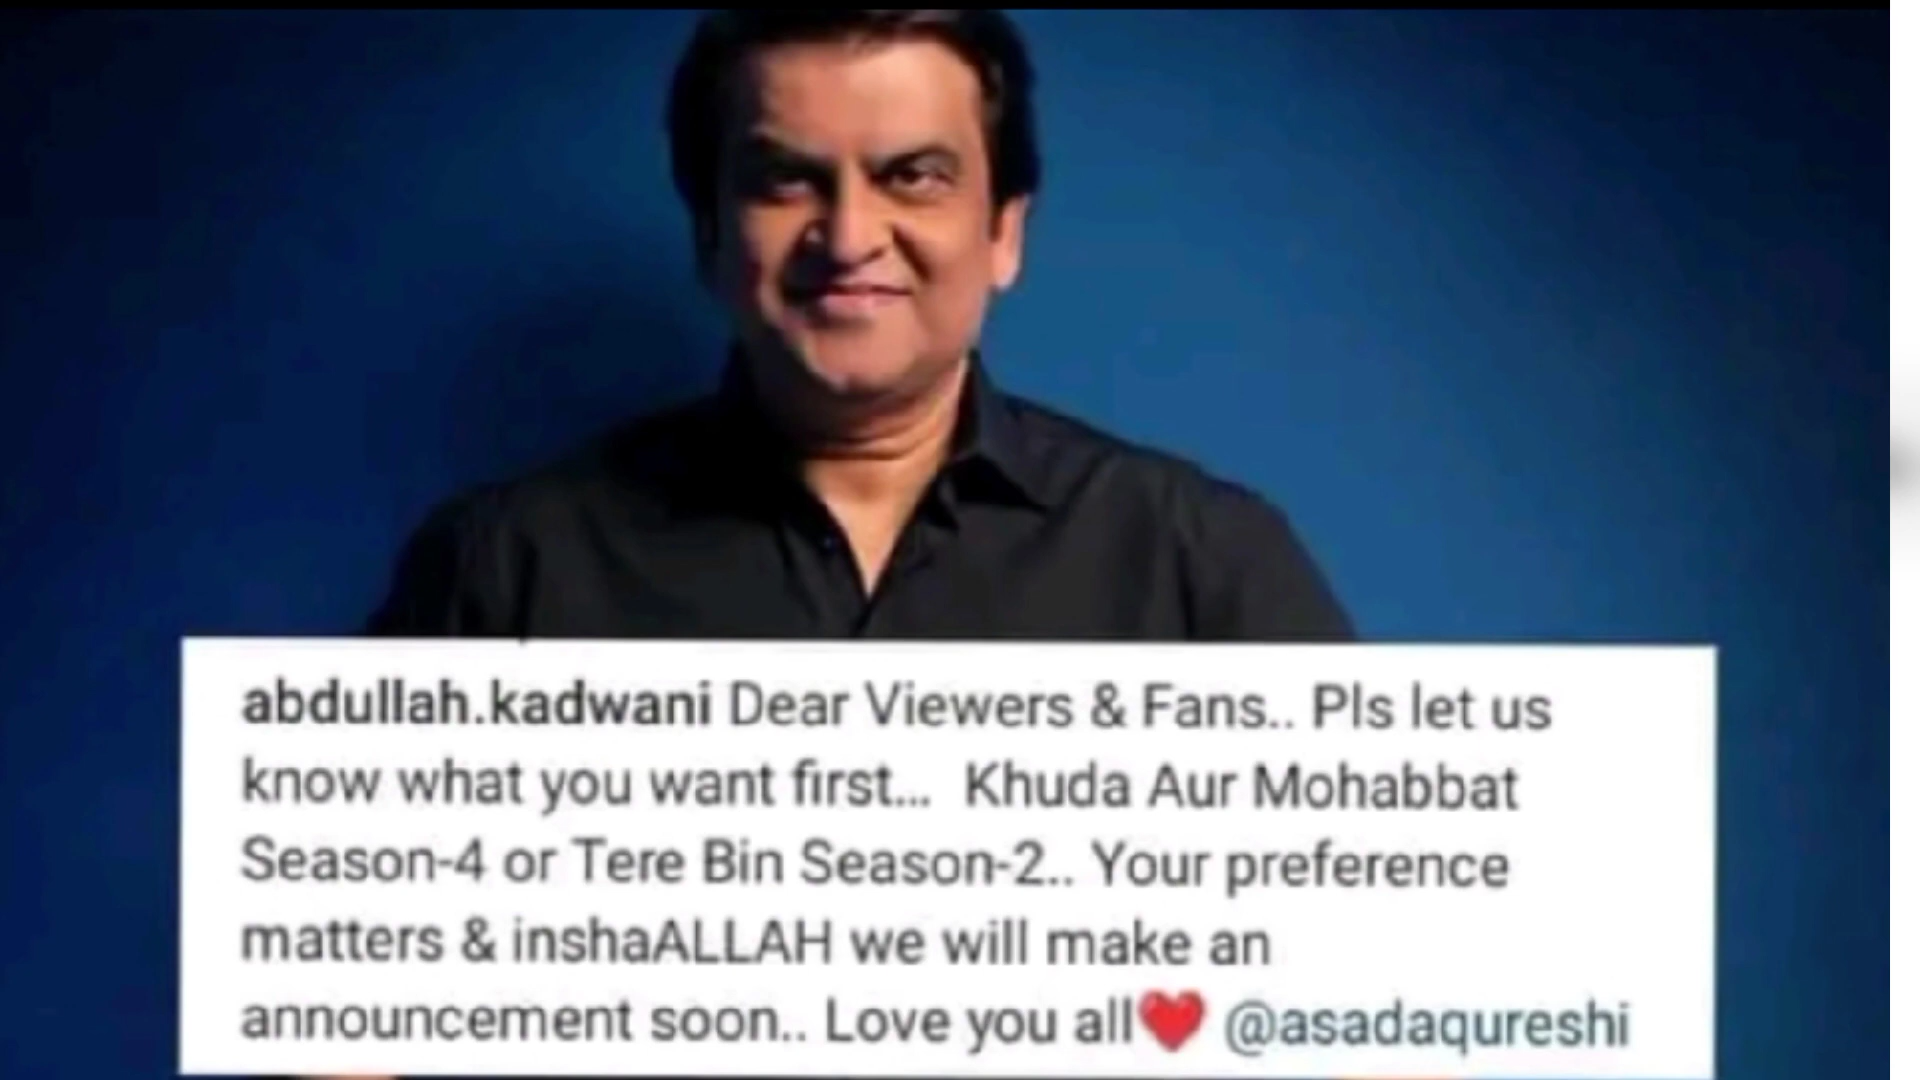 abdullah.kadwani Dear Viewers & Fans.. Pls let us
know what you want first...  Khuda Aur Mohabbat
Season-4 or Tere Bin Season-2.. Your preference
matters & inshaALLAH we will make an
announcement soon.. Love you all❤️ @asadaqureshi